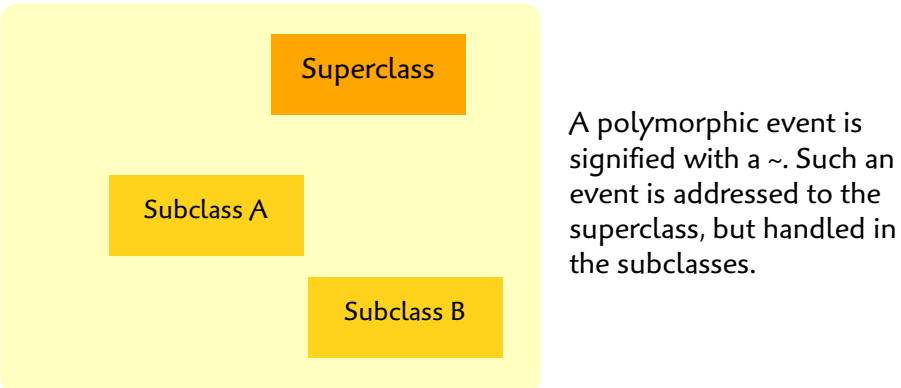 Superclass
Subclass A
Subclass B
A polymorphic event is
signified with a ~. Such an
event is addressed to the
superclass, but handled in
the subclasses.